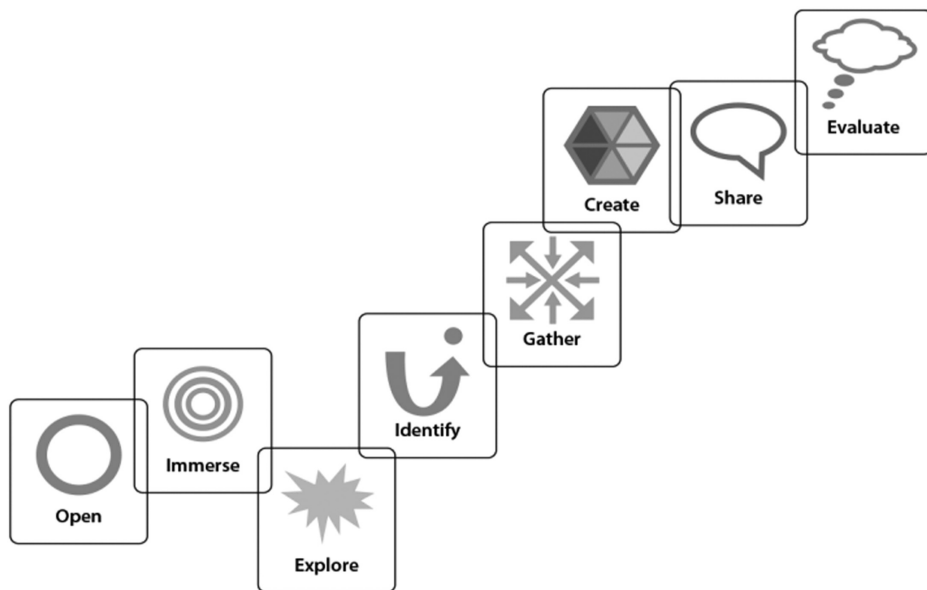 Open
Immerse
Explore
Identify
Gather
Create
Share
Evaluate